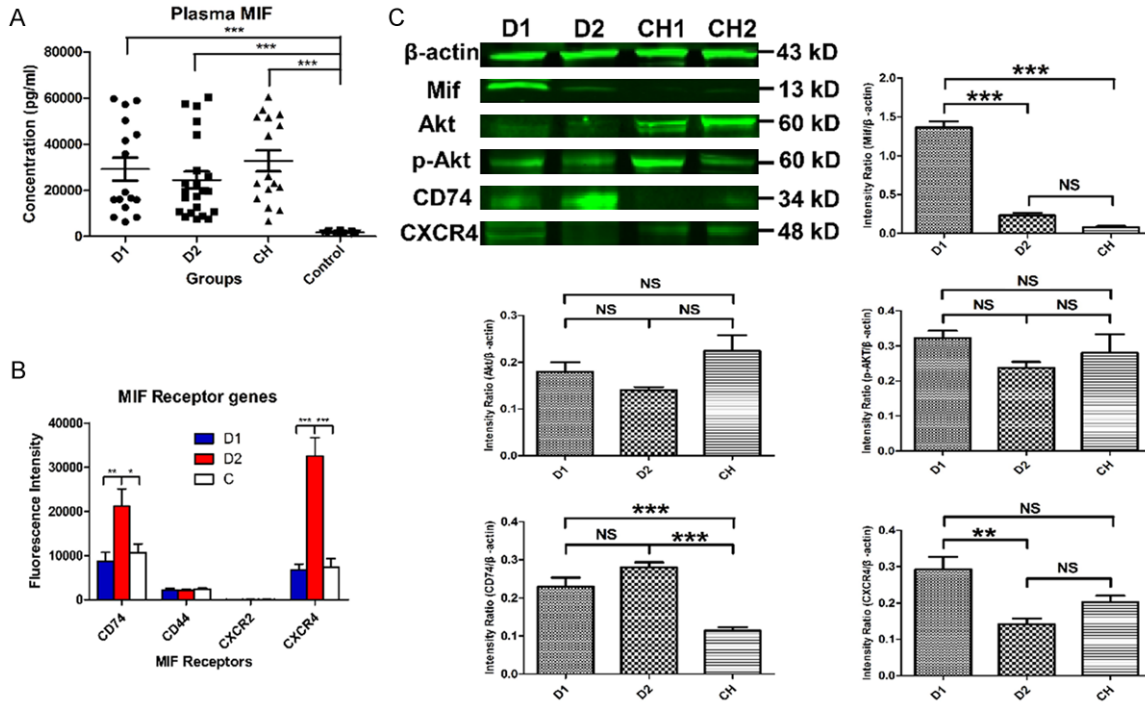 A
Plasma MIF
***
***
***
80000
60000
40000
20000
0
Concentration (pg/ml)
D1
D2
CH
Control
Groups
B
MIF Receptor genes
40000
30000
20000
10000
0
Fluorescence Intensity
D1
D2
C
** *
*** ***
CD74
CD44
CXCR2
CXCR4
MIF Receptors
C
D1 D2 CH1 CH2
β-actin 43 kD
Mif 13 kD
Akt 60 kD
p-Akt 60 kD
CD74 34 kD
CXCR4 48 kD
Intensity Ratio (Mif/β-actin)
2.0
1.5
1.0
0.5
0.0
***
***
NS
D1
D2
CH
Intensity Ratio (Akt/β-actin)
0.3
0.2
0.1
0.0
NS
NS NS
D1
D2
CH
Intensity Ratio (p-AKT/β-actin)
0.4
0.3
0.2
0.1
0.0
NS
NS NS
D1
D2
CH
Intensity Ratio (CD74/β-actin)
0.4
0.3
0.2
0.1
0.0
***
NS ***
D1
D2
CH
Intensity Ratio (CXCR4/β-actin)
0.4
0.3
0.2
0.1
0.0
NS
**
NS
D1
D2
CH